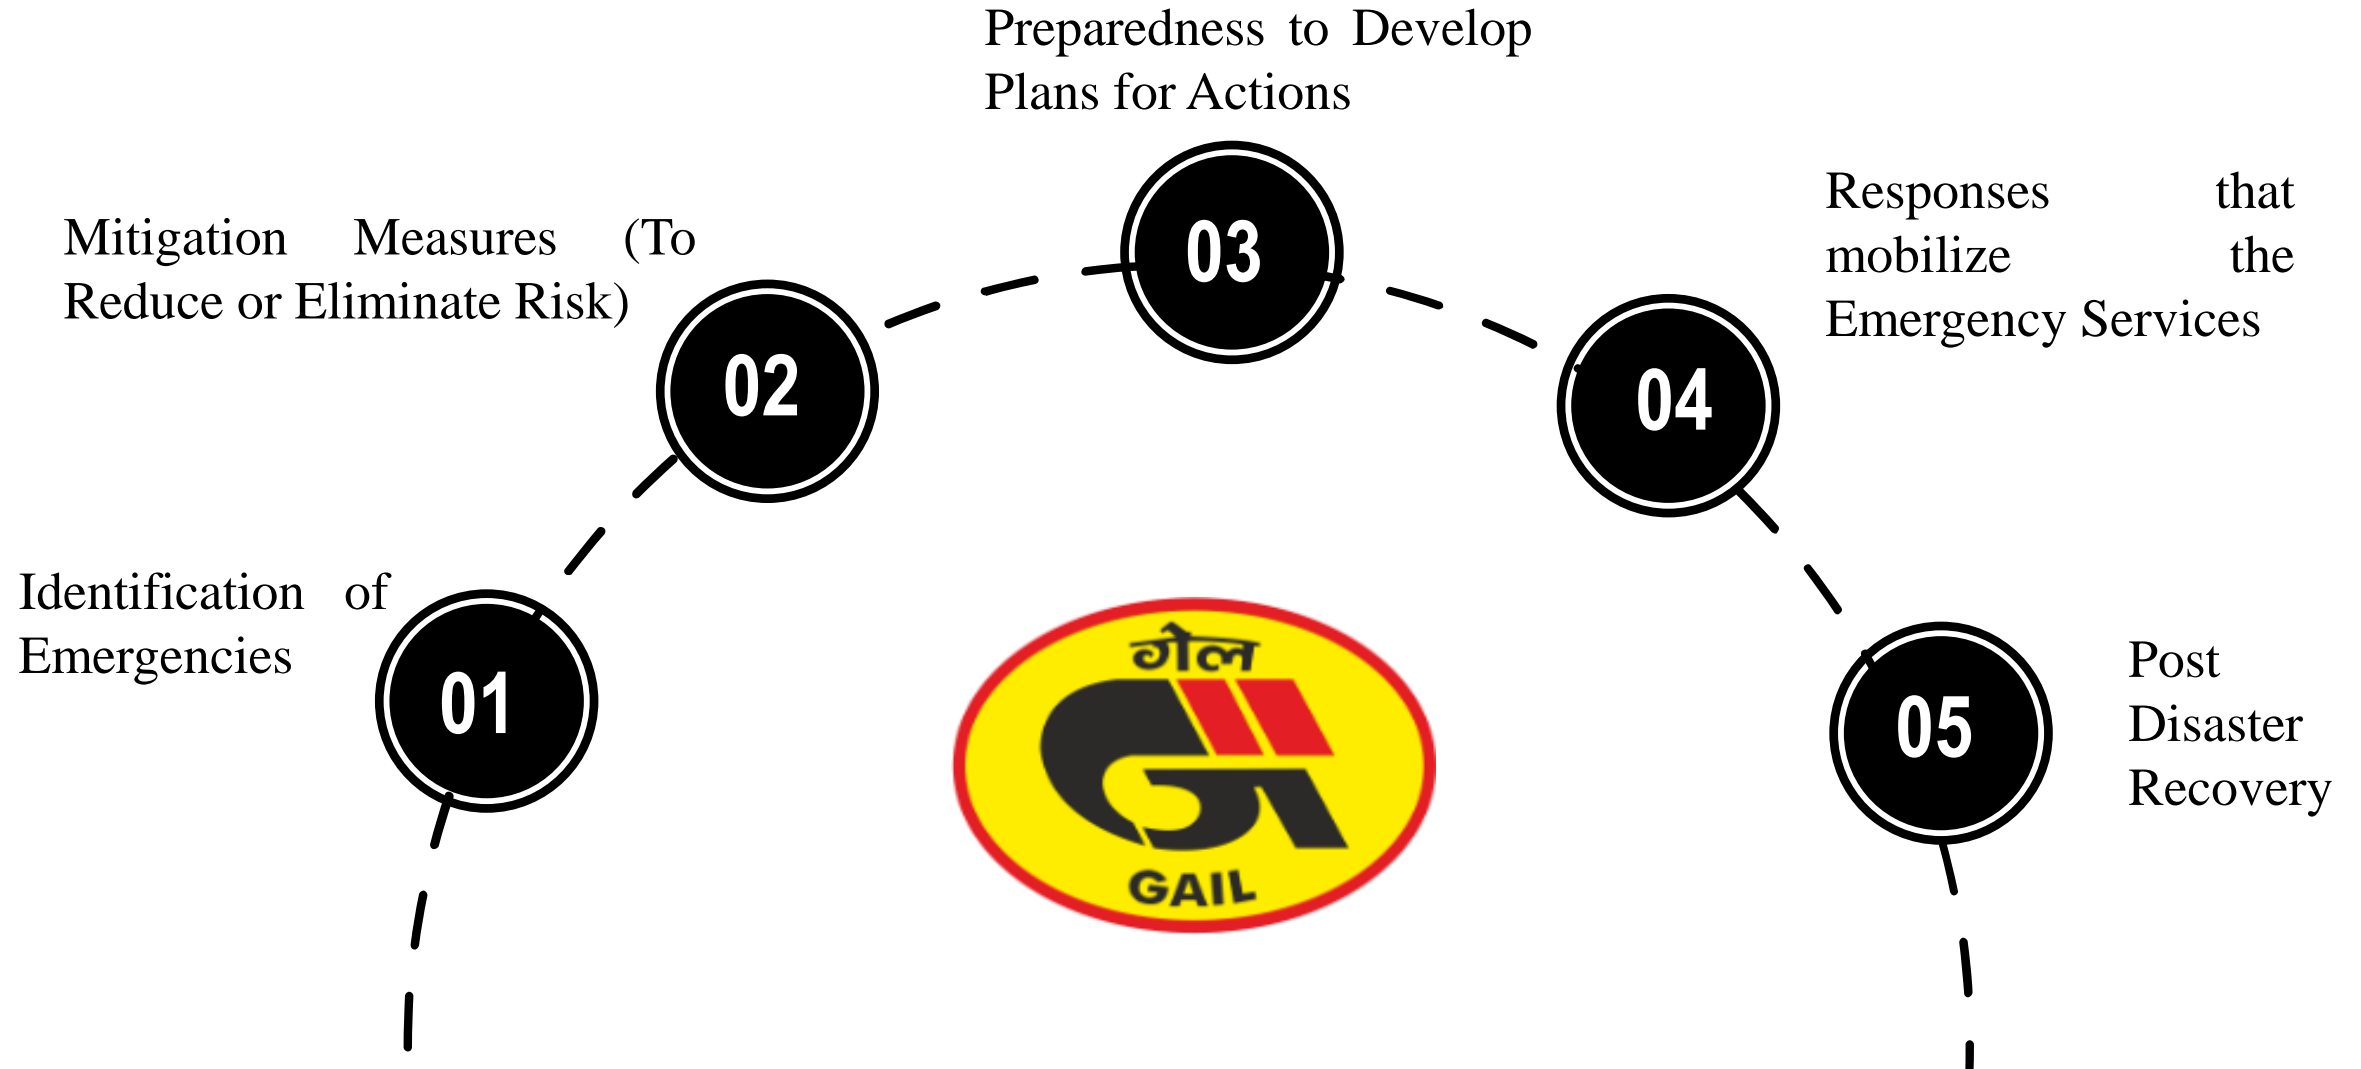 Preparedness to Develop
Plans for Actions
03
Mitigation Measures (To
Reduce or Eliminate Risk)
02
Responses that
mobilize the
Emergency Services
04
Identification of
Emergencies
01
Post
Disaster
Recovery
05
गेल
GAIL